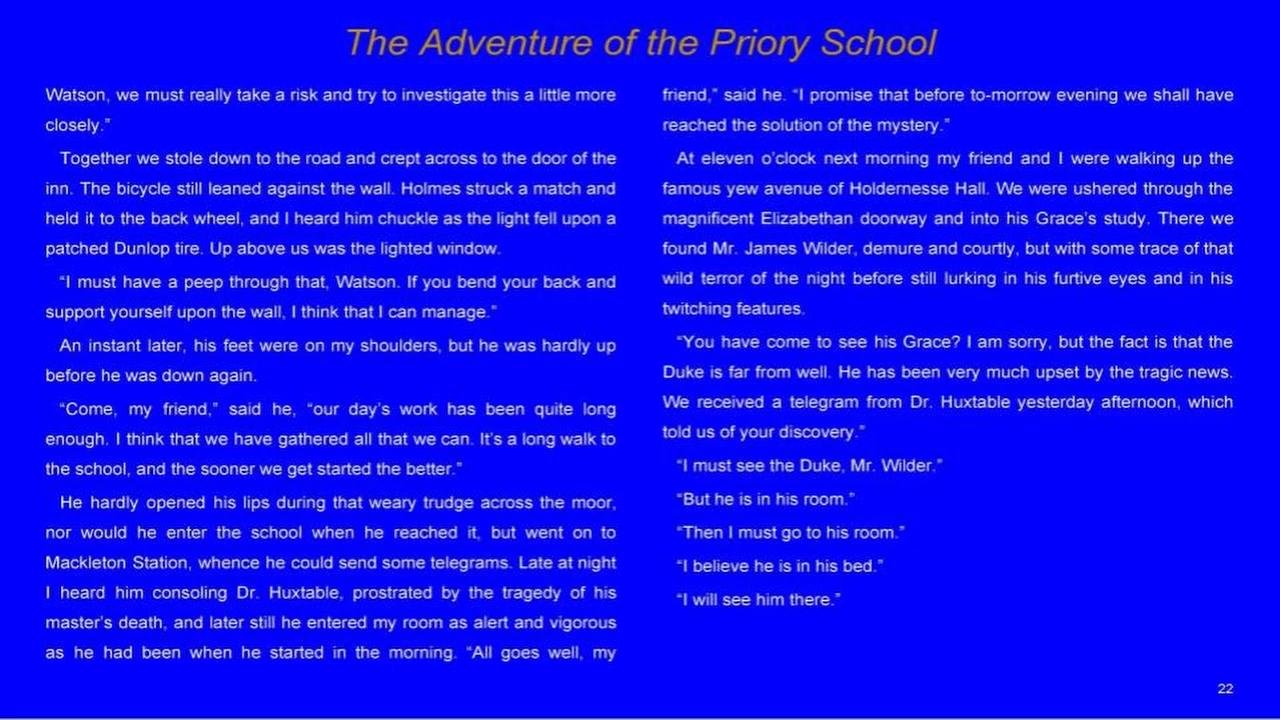 The Adventure of the Priory School
Watson, we must really take a risk and try to investigate this a little more
closely.”
Together we stole down to the road and crept across to the door of the
inn. The bicycle still leaned against the wall. Holmes struck a match and
held it to the back wheel, and I heard him chuckle as the light fell upon a
patched Dunlop tire. Up above us was the lighted window.
“I must have a peep through that, Watson. If you bend your back and
support yourself upon the wall, I think that I can manage.”
An instant later, his feet were on my shoulders, but he was hardly up
before he was down again.
“Come, my friend,” said he, “our day’s work has been quite long
enough. I think that we have gathered all that we can. It’s a long walk to
the school, and the sooner we get started the better.”
He hardly opened his lips during that weary trudge across the moor,
nor would he enter the school when he reached it, but went on to
Mackleton Station, whence he could send some telegrams. Late at night
I heard him consoling Dr. Huxtable, prostrated by the tragedy of his
master’s death, and later still he entered my room as alert and vigorous
as he had been when he started in the morning. “All goes well, my
friend,” said he. “I promise that before to-morrow evening we shall have
reached the solution of the mystery.”
At eleven o’clock next morning my friend and I were walking up the
famous yew avenue of Holdernesse Hall. We were ushered through the
magnificent Elizabethan doorway and into his Grace’s study. There we
found Mr. James Wilder, demure and courtly, but with some trace of that
wild terror of the night before still lurking in his furtive eyes and in his
twitching features.
“You have come to see his Grace? I am sorry, but the fact is that the
Duke is far from well. He has been very much upset by the tragic news.
We received a telegram from Dr. Huxtable yesterday afternoon, which
told us of your discovery.”
“I must see the Duke, Mr. Wilder.”
“But he is in his room.”
“Then I must go to his room.”
“I believe he is in his bed.”
“I will see him there.”
22